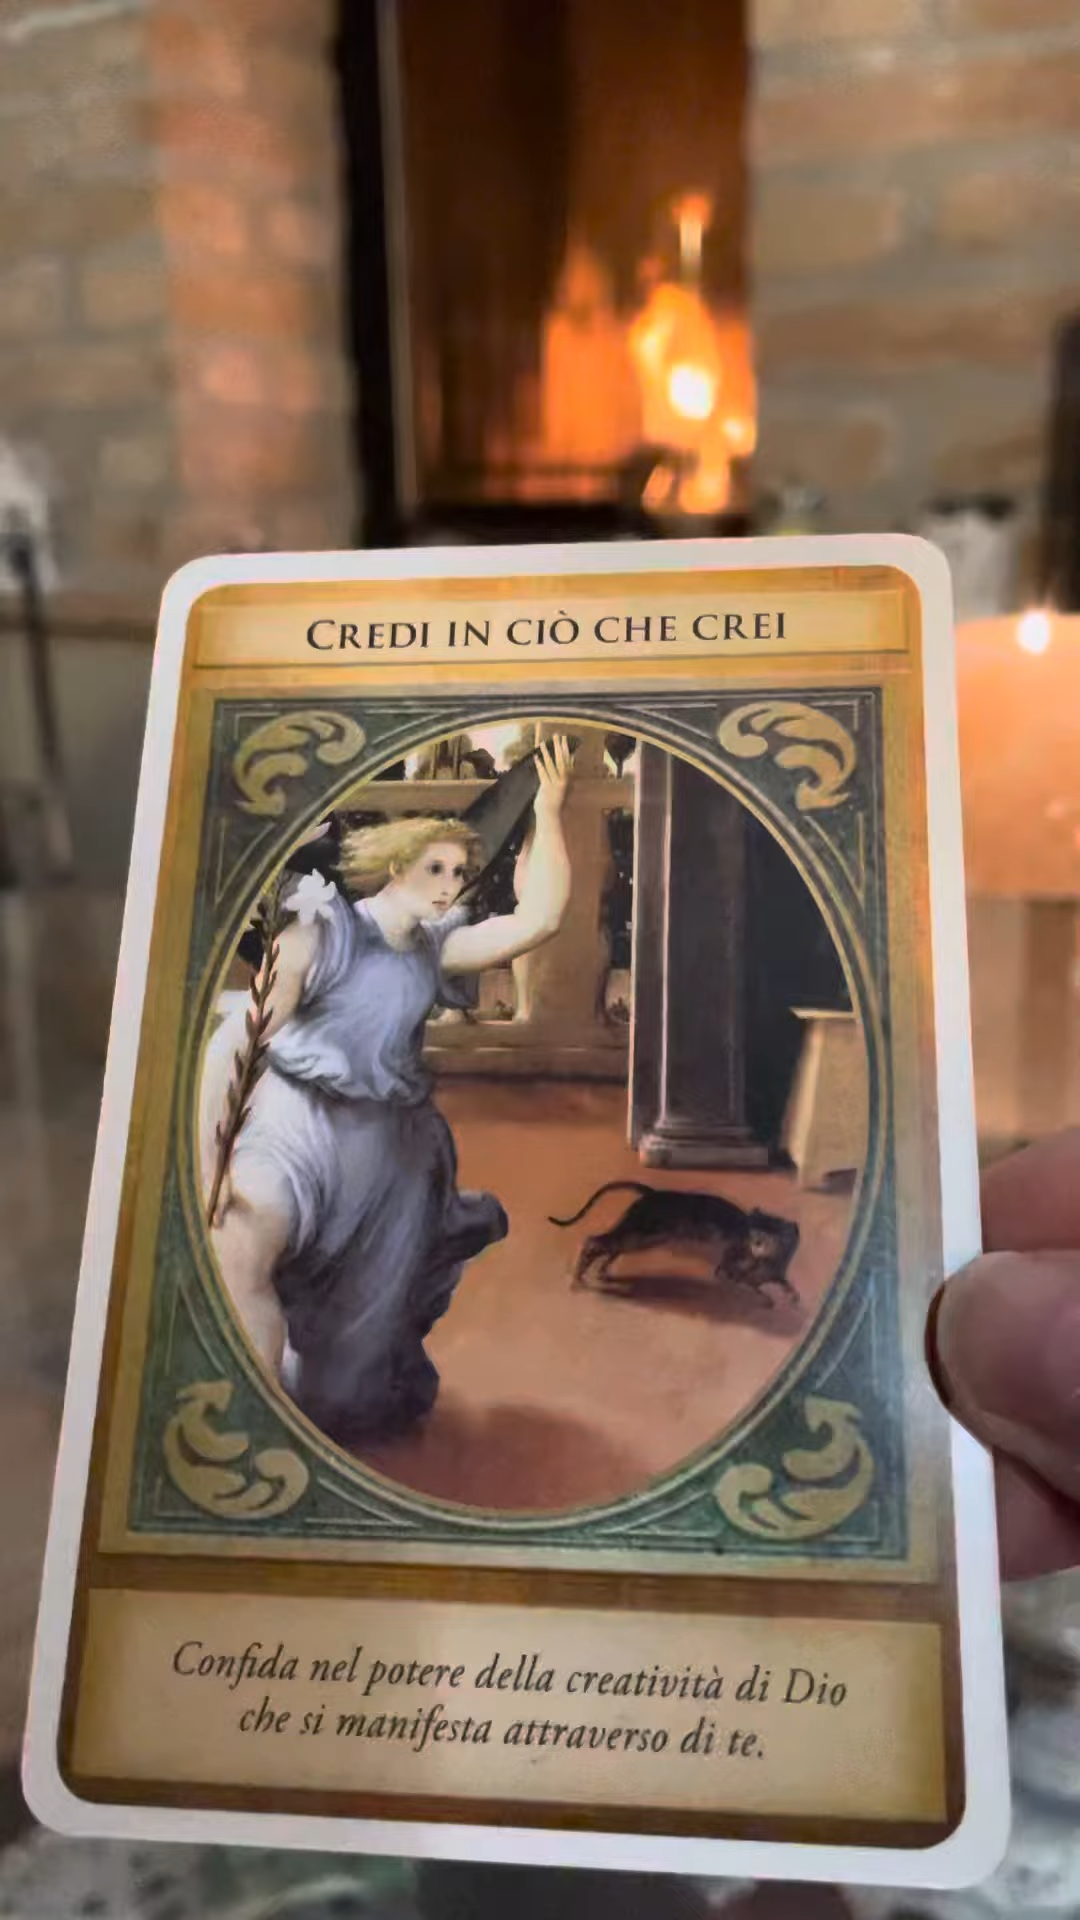 CREDI IN CIÒ CHE CREI
Confida nel potere della creatività di Dio
che si manifesta attraverso di te.